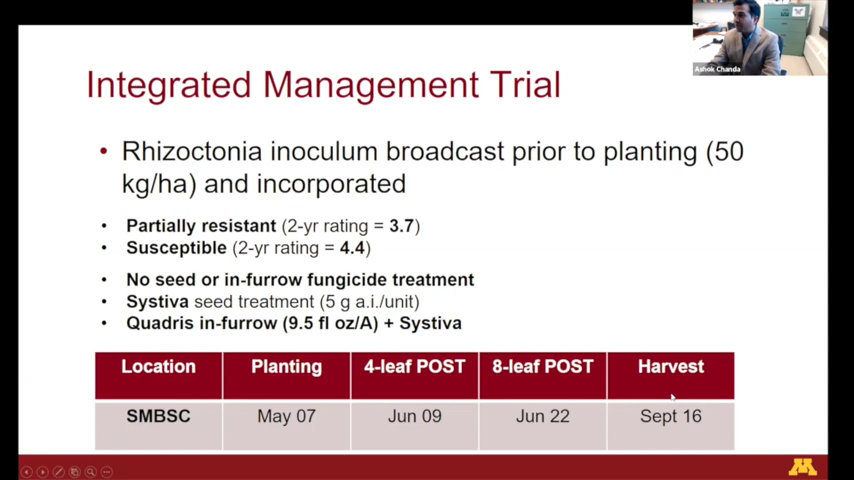 Ashok Chanda
Integrated Management Trial
• Rhizoctonia inoculum broadcast prior to planting (50
kg/ha) and incorporated
• Partially resistant (2-yr rating = 3.7)
• Susceptible (2-yr rating = 4.4)
• No seed or in-furrow fungicide treatment
• Systiva seed treatment (5 g a.i./unit)
• Quadris in-furrow (9.5 fl oz/A) + Systiva
Location Planting 4-leaf POST 8-leaf POST Harvest
SMBSC May 07 Jun 09 Jun 22 Sept 16
M